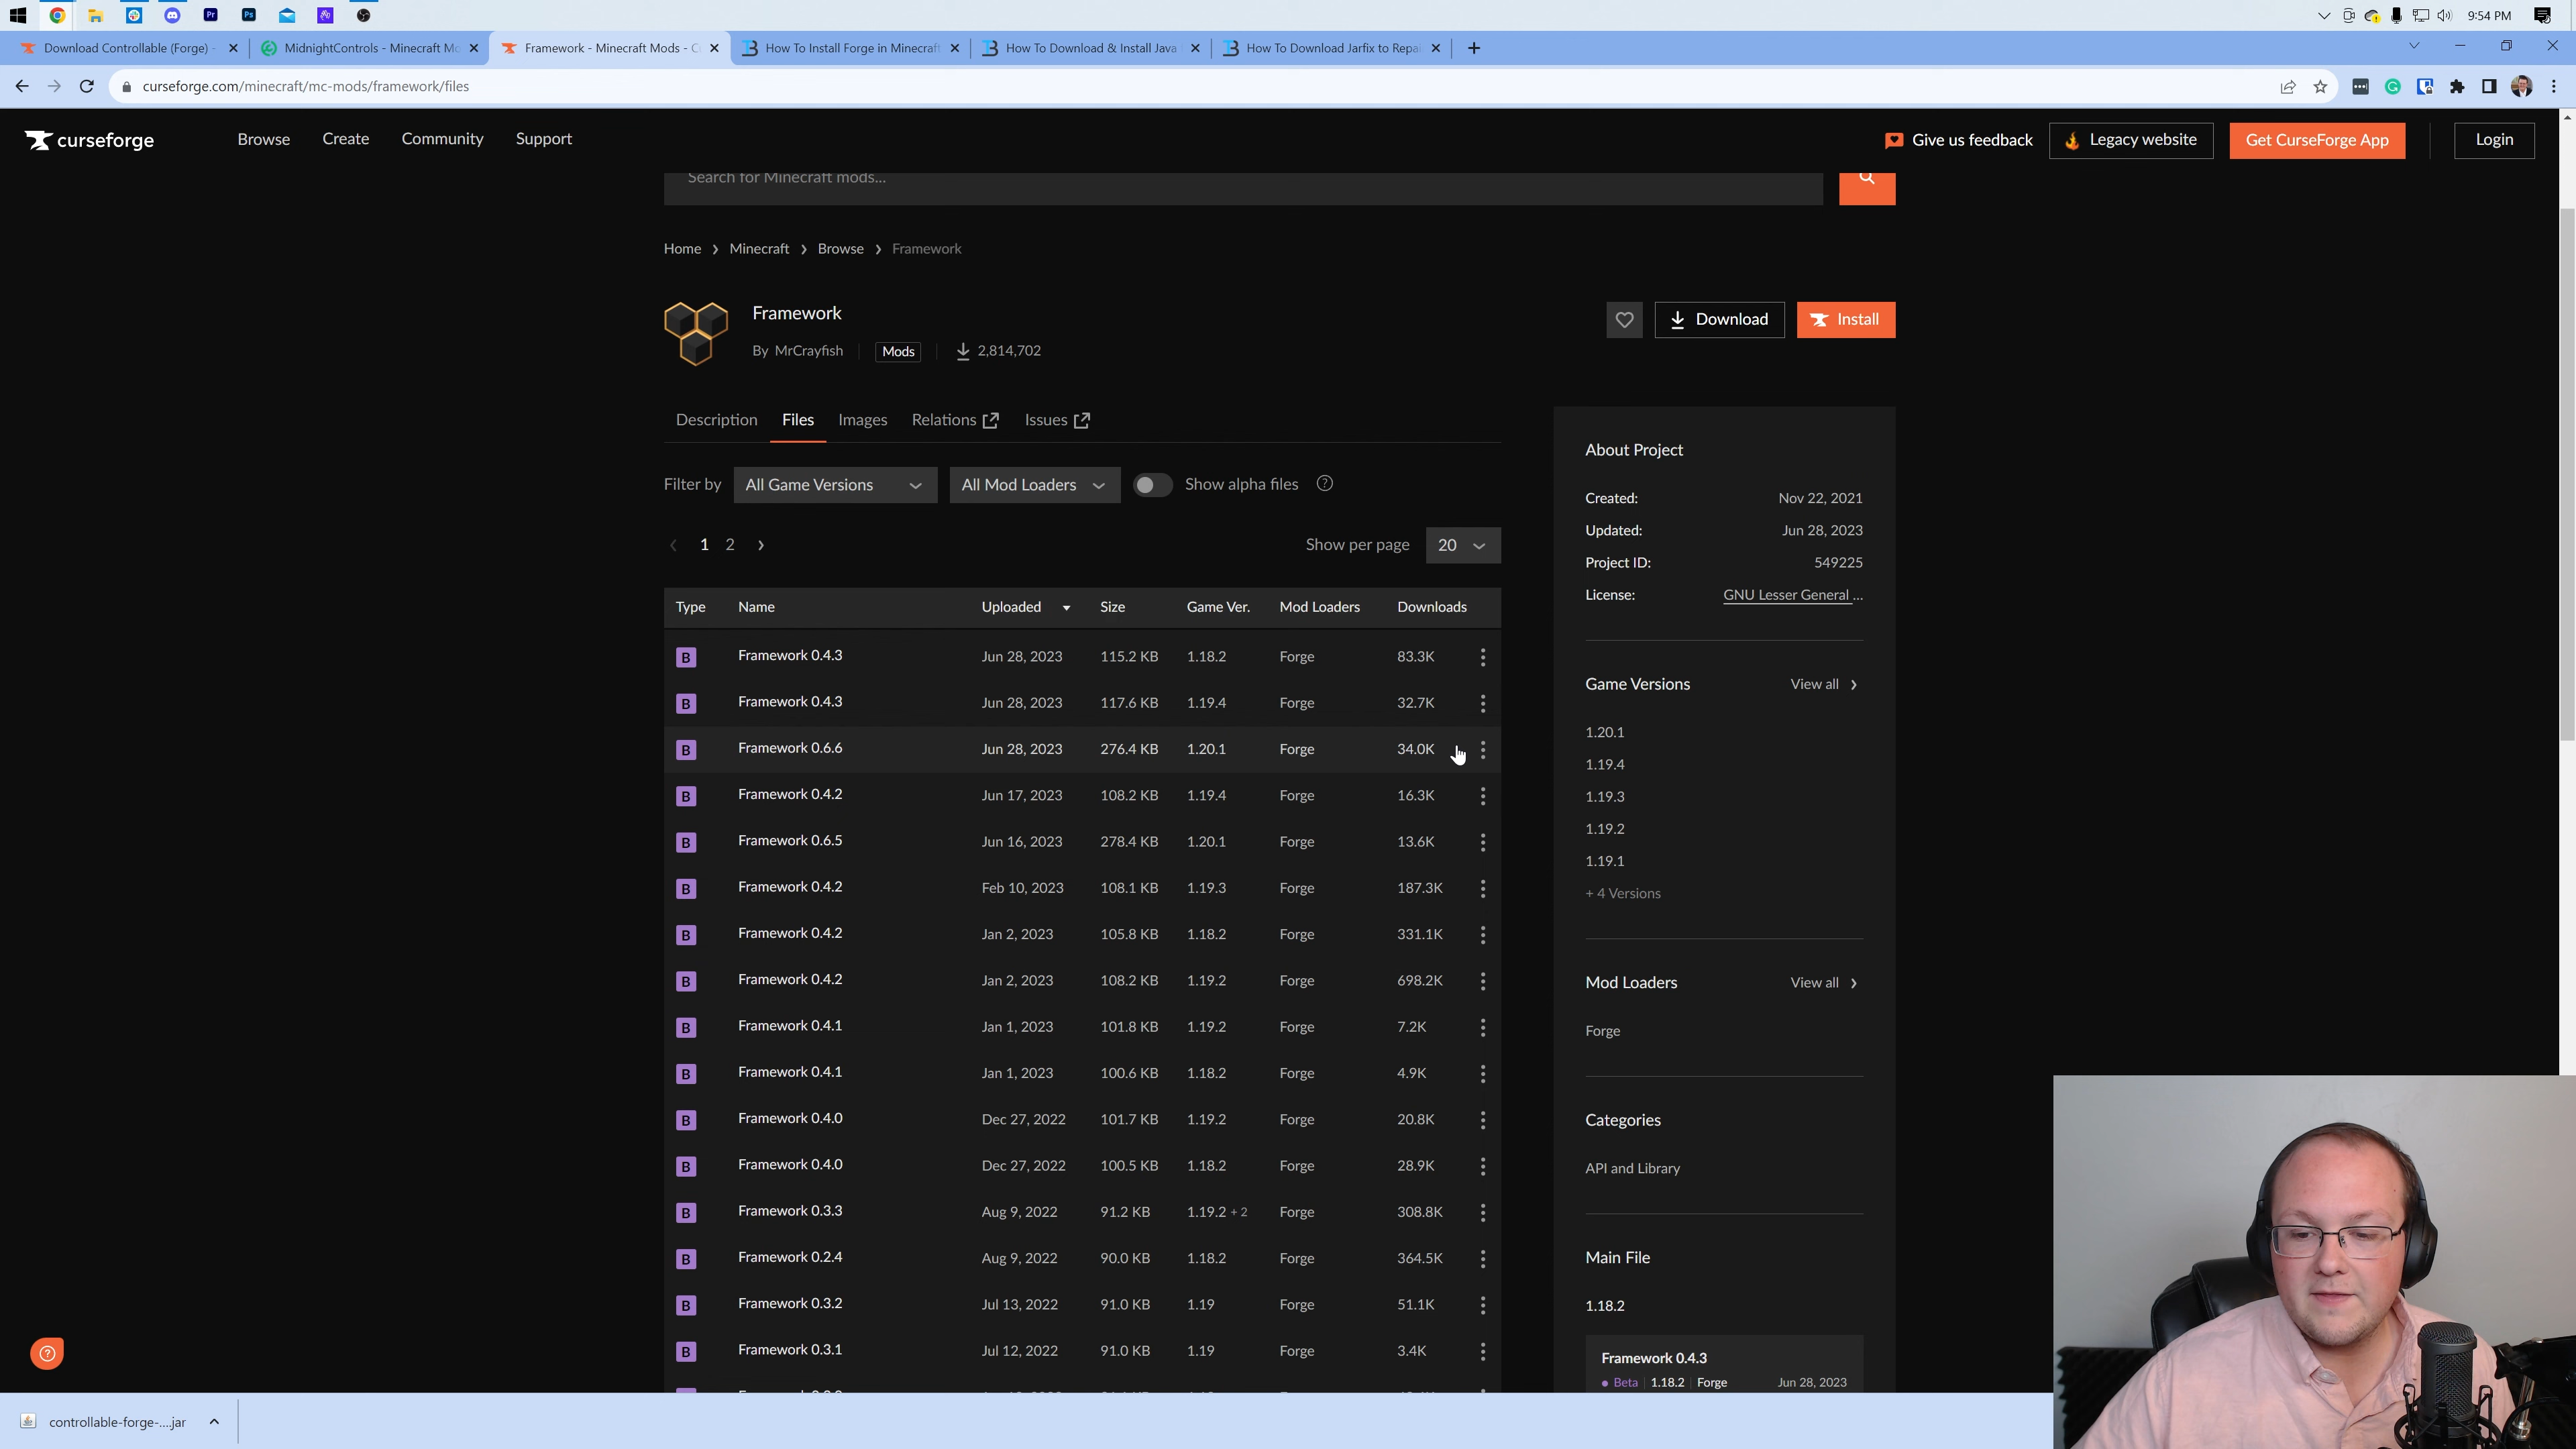 9:54 PM
Download Controllable (Forge) -
MidnightControls - Minecraft Mo
Framework - Minecraft Mods - C
How To Install Forge in Minecraft
How To Download & Install Java
How To Download Jarfix to Repai
curseforge.com/minecraft/mc-mods/framework/files
curseforge
Browse
Create
Community
Support
Give us feedback
Legacy website
Get CurseForge App
Login
Search for Minecraft mods...
Home > Minecraft > Browse > Framework
Framework
By MrCrayfish
Mods
2,814,702
Download
Install
Description
Files
Images
Relations
Issues
Filter by
All Game Versions
All Mod Loaders
Show alpha files
1 2
Show per page
20
Type Name Uploaded Size Game Ver. Mod Loaders Downloads
B Framework 0.4.3 Jun 28, 2023 115.2 KB 1.18.2 Forge 83.3K
B Framework 0.4.3 Jun 28, 2023 117.6 KB 1.19.4 Forge 32.7K
B Framework 0.6.6 Jun 28, 2023 276.4 KB 1.20.1 Forge 34.0K
B Framework 0.4.2 Jun 17, 2023 108.2 KB 1.19.4 Forge 16.3K
B Framework 0.6.5 Jun 16, 2023 278.4 KB 1.20.1 Forge 13.6K
B Framework 0.4.2 Feb 10, 2023 108.1 KB 1.19.3 Forge 187.3K
B Framework 0.4.2 Jan 2, 2023 105.8 KB 1.18.2 Forge 331.1K
B Framework 0.4.2 Jan 2, 2023 108.2 KB 1.19.2 Forge 698.2K
B Framework 0.4.1 Jan 1, 2023 101.8 KB 1.19.2 Forge 7.2K
B Framework 0.4.1 Jan 1, 2023 100.6 KB 1.18.2 Forge 4.9K
B Framework 0.4.0 Dec 27, 2022 101.7 KB 1.19.2 Forge 20.8K
B Framework 0.4.0 Dec 27, 2022 100.5 KB 1.18.2 Forge 28.9K
B Framework 0.3.3 Aug 9, 2022 91.2 KB 1.19.2 + 2 Forge 308.8K
B Framework 0.2.4 Aug 9, 2022 90.0 KB 1.18.2 Forge 364.5K
B Framework 0.3.2 Jul 13, 2022 91.0 KB 1.19 Forge 51.1K
B Framework 0.3.1 Jul 12, 2022 91.0 KB 1.19 Forge 3.4K
About Project
Created: Nov 22, 2021
Updated: Jun 28, 2023
Project ID: 549225
License: GNU Lesser General ...
Game Versions View all
1.20.1
1.19.4
1.19.3
1.19.2
1.19.1
+ 4 Versions
Mod Loaders View all
Forge
Categories
API and Library
Main File
1.18.2
Framework 0.4.3
Beta 1.18.2 Forge Jun 28, 2023
controllable-forge-....jar